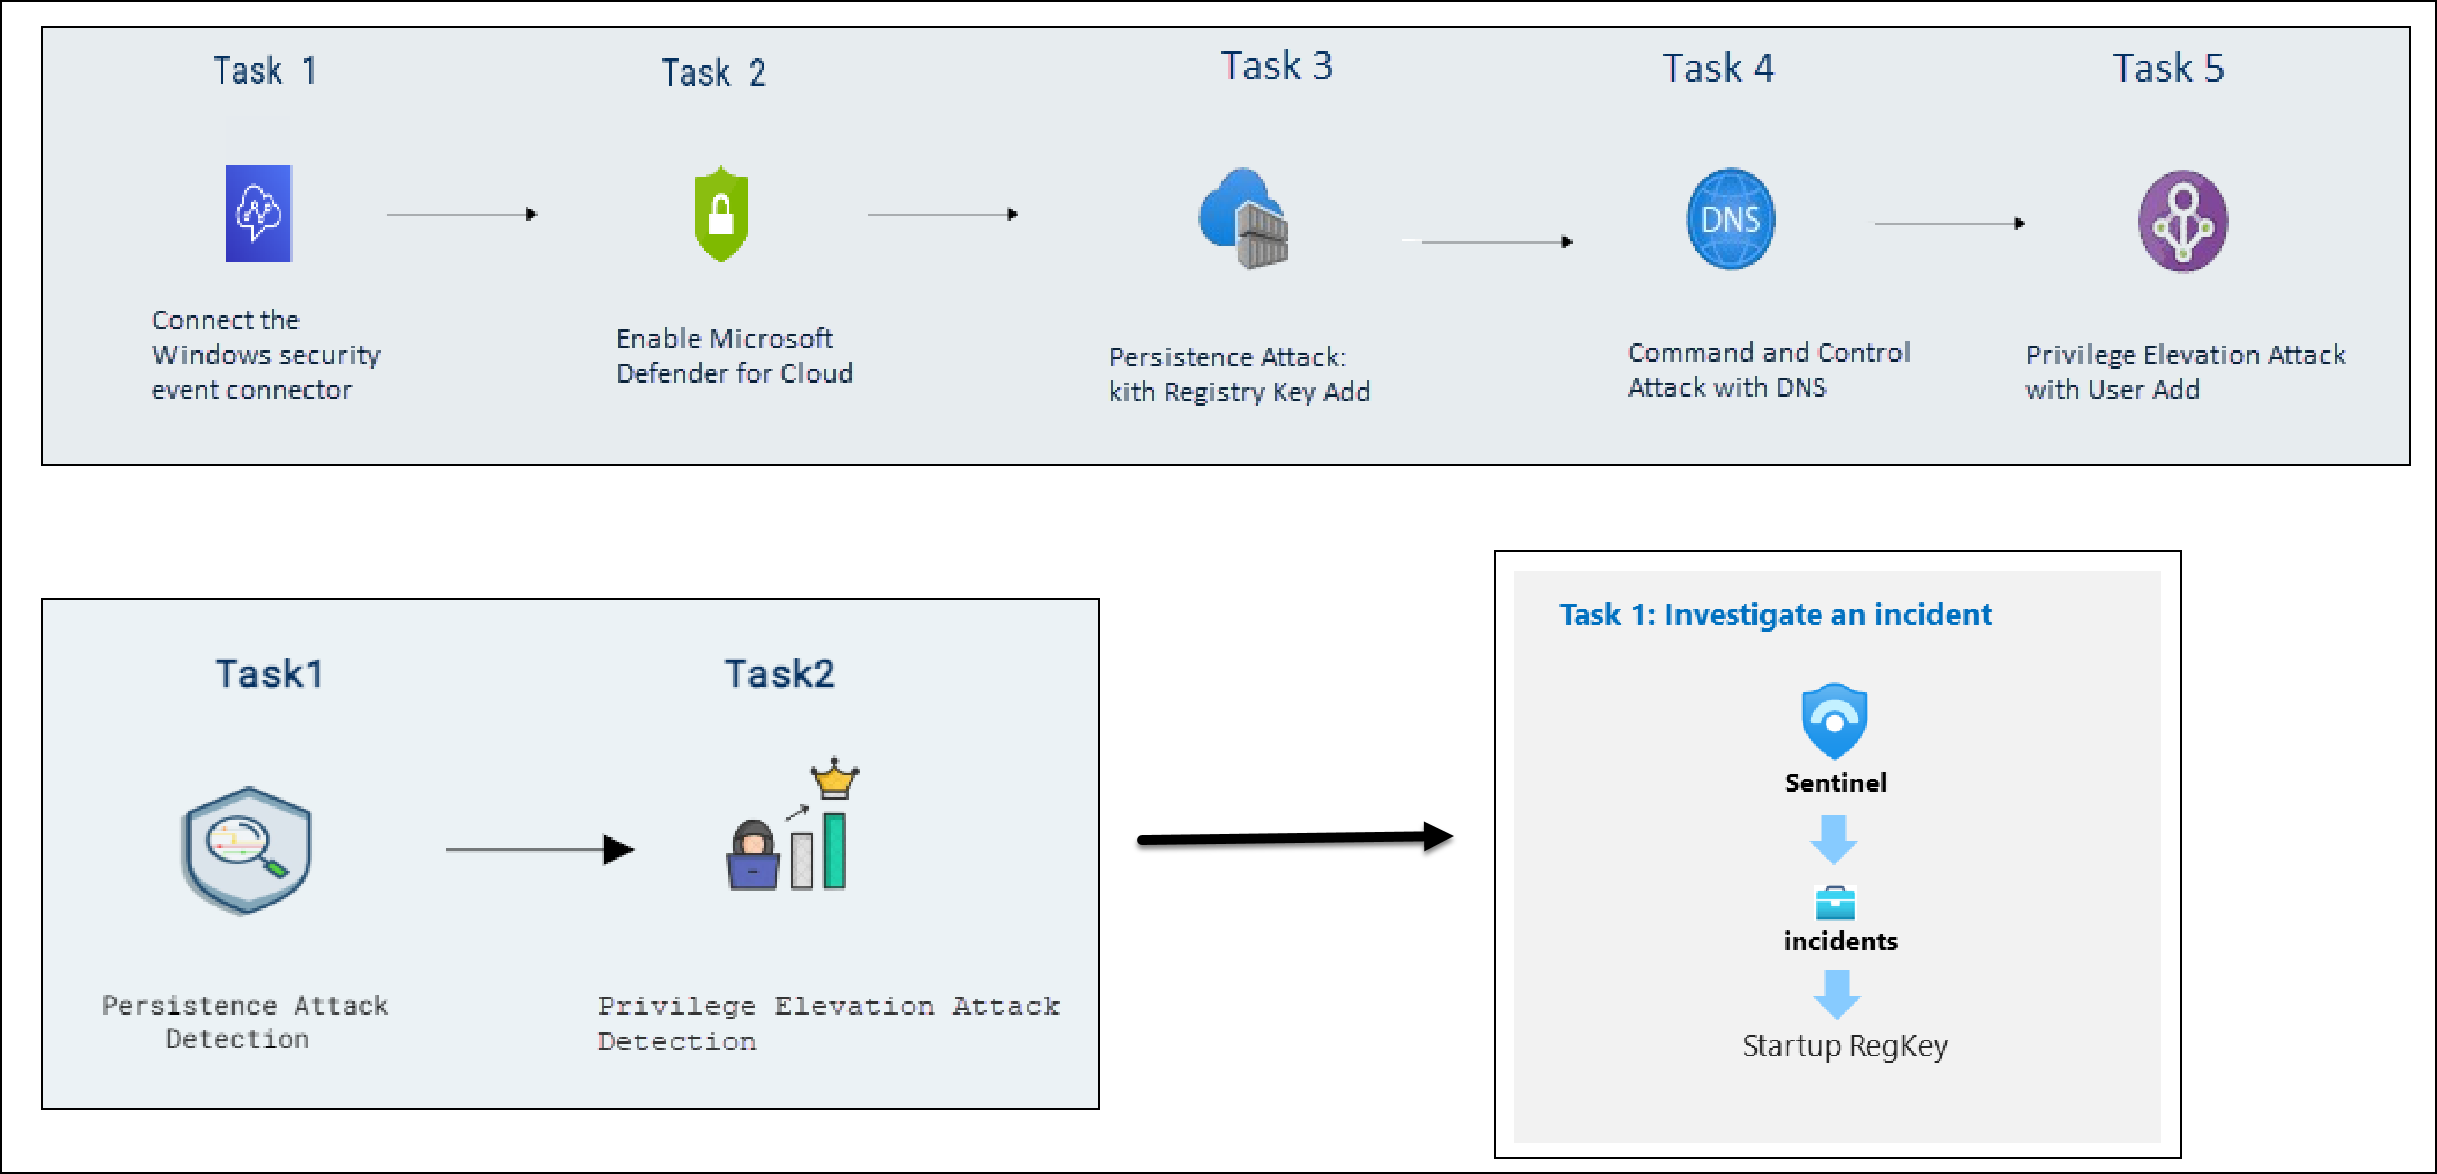 Task 1
Task 2
Task 3
Task 4
Task 5
DNS
Connect the
Windows security
event connector
Enable Microsoft
Defender for Cloud
Persistence Attack:
kith Registry Key Add
Command and Control
Attack with DNS
Privilege Elevation Attack
with User Add
Task1
Task2
Persistence Attack
Detection
Privilege Elevation Attack
Detection
Task 1: Investigate an incident
Sentinel
incidents
Startup RegKey